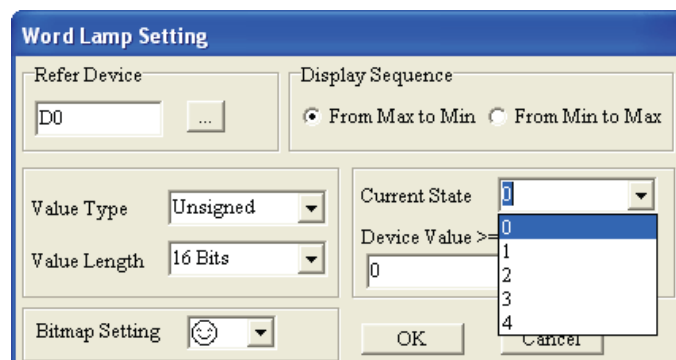 Word Lamp Setting
Refer Device
D0
...
Display Sequence
From Max to Min
From Min to Max
Value Type
Unsigned
Value Length
16 Bits
Current State
0
0
1
2
3
4
Device Value >=
0
Bitmap Setting
OK
Cancel